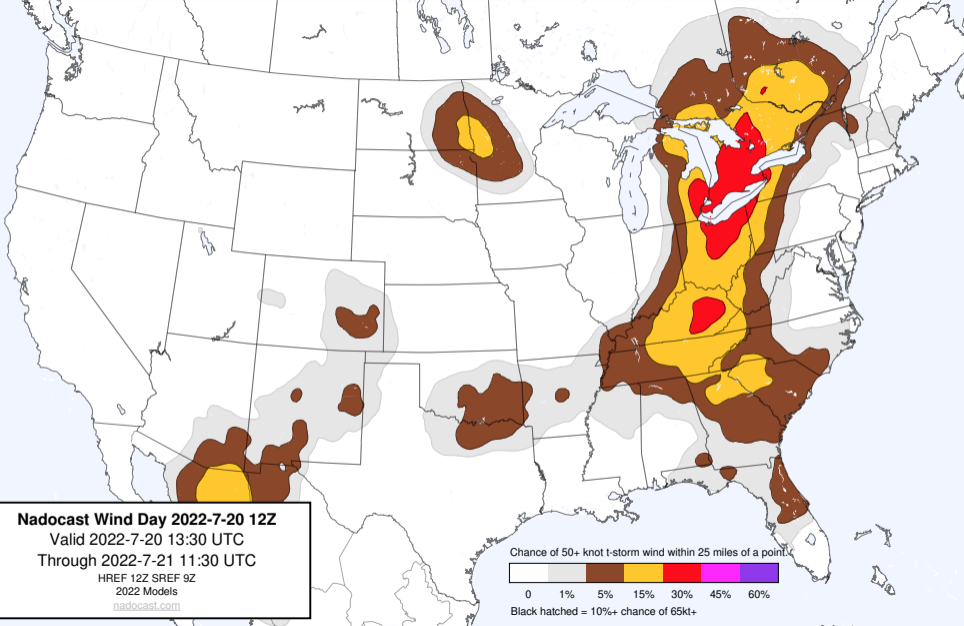 Nadocast Wind Day 2022-7-20 12Z
Valid 2022-7-20 13:30 UTC
Through 2022-7-21 11:30 UTC
HREF 12Z SREF 9Z
2022 Models
nadocast.com
Chance of 50+ knot t-storm wind within 25 miles of a point.
0 1% 5% 15% 30% 45% 60%
Black hatched = 10%+ chance of 65kt+